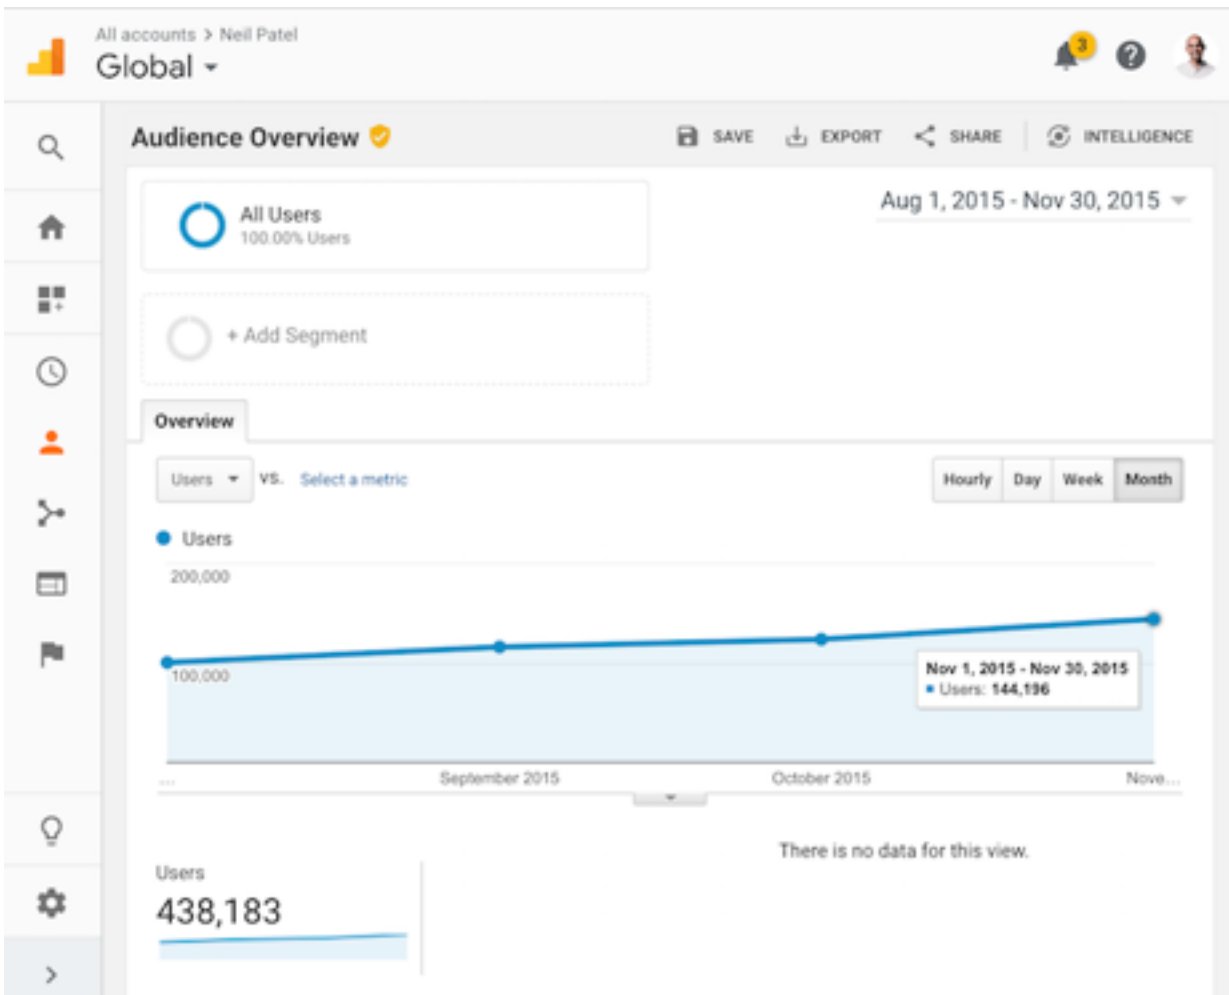 All accounts > Neil Patel
Global
3
Audience Overview
SAVE
EXPORT
SHARE
INTELLIGENCE
All Users
100.00% Users
Aug 1, 2015 - Nov 30, 2015
+ Add Segment
Overview
Users
VS.
Select a metric
Hourly
Day
Week
Month
Users
200,000
100,000
Nov 1, 2015 - Nov 30, 2015
Users: 144,196
...
September 2015
October 2015
Nove...
There is no data for this view.
Users
438,183